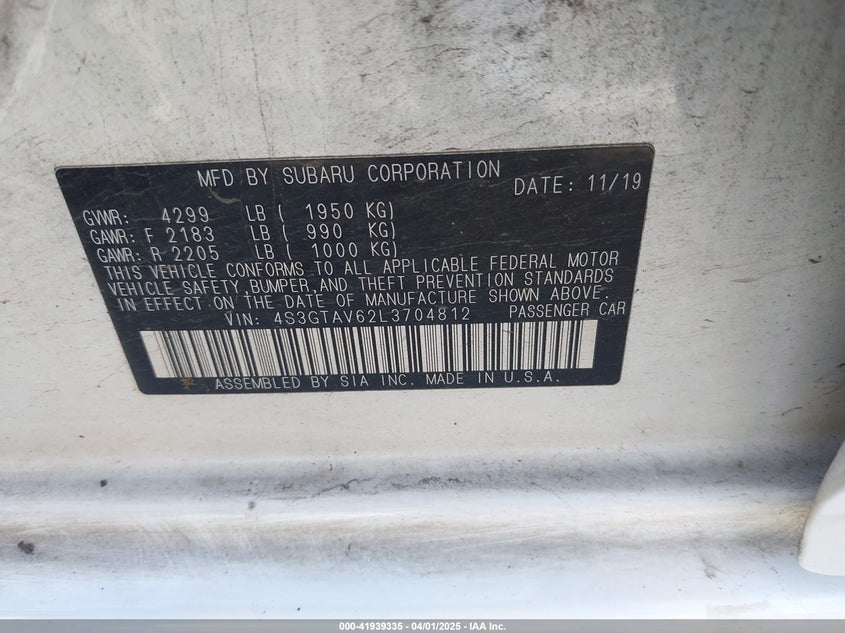 MFD BY SUBARU CORPORATION DATE: 11/19
GVWR: 4299 LB ( 1950 KG)
GAWR: F 2183 LB ( 990 KG)
GAWR: R 2205 LB ( 1000 KG)
THIS VEHICLE CONFORMS TO ALL APPLICABLE FEDERAL MOTOR
VEHICLE SAFETY, BUMPER, AND THEFT PREVENTION STANDARDS
IN EFFECT ON THE DATE OF MANUFACTURE SHOWN ABOVE.
VIN: 4S3GTAV62L3704812 PASSENGER CAR
ASSEMBLED BY SIA INC. MADE IN U.S.A.
000-41939335 - 04/01/2025 - IAA Inc.